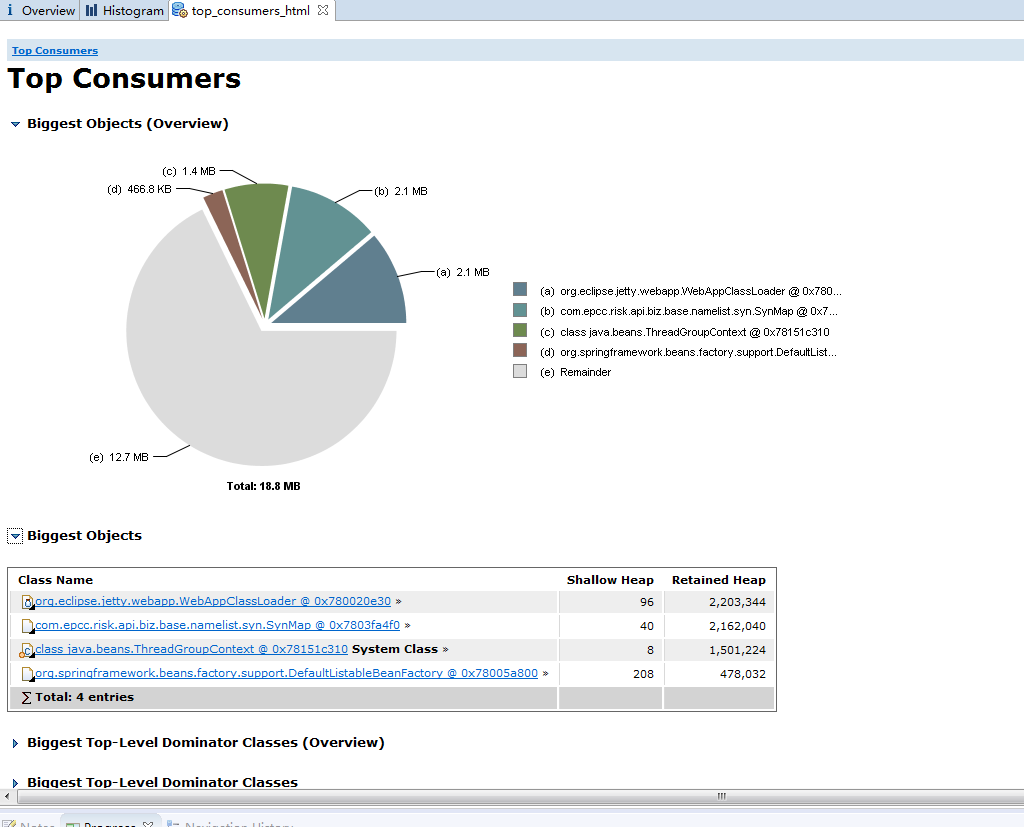 Overview Histogram top_consumers_html
Top Consumers
Top Consumers
Biggest Objects (Overview)
(c) 1.4 MB
(d) 466.8 KB
(b) 2.1 MB
(a) 2.1 MB
(e) 12.7 MB
Total: 18.8 MB
(a) org.eclipse.jetty.webapp.WebAppClassLoader @ 0x780...
(b) com.epcc.risk.api.biz.base.namelist.syn.SynMap @ 0x7...
(c) class java.beans.ThreadGroupContext @ 0x78151c310
(d) org.springframework.beans.factory.support.DefaultList...
(e) Remainder
Biggest Objects
Class Name Shallow Heap Retained Heap
org.eclipse.jetty.webapp.WebAppClassLoader @ 0x780020e30 » 96 2,203,344
com.epcc.risk.api.biz.base.namelist.syn.SynMap @ 0x7803fa4f0 » 40 2,162,040
class java.beans.ThreadGroupContext @ 0x78151c310 System Class » 8 1,501,224
org.springframework.beans.factory.support.DefaultListableBeanFactory @ 0x78005a800 » 208 478,032
∑ Total: 4 entries
Biggest Top-Level Dominator Classes (Overview)
Biggest Top-Level Dominator Classes
Notes Progress Navigation History